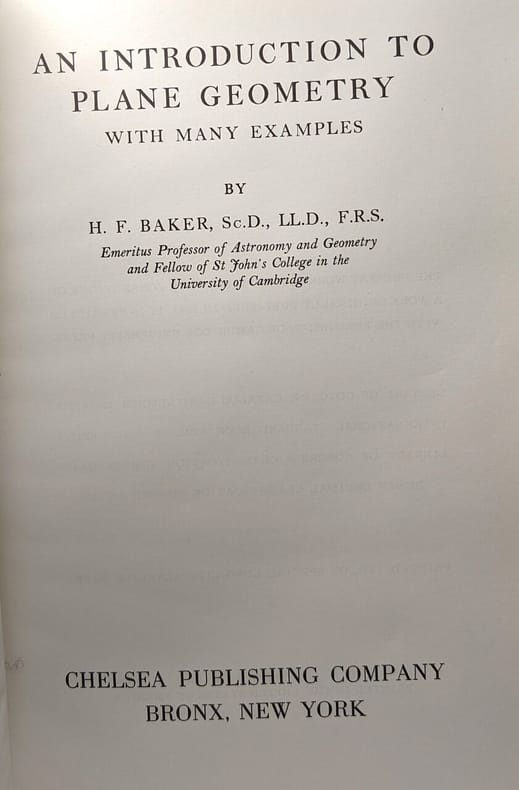 AN INTRODUCTION TO
PLANE GEOMETRY
WITH MANY EXAMPLES
BY
H. F. BAKER, Sc.D., LL.D., F.R.S.
Emeritus Professor of Astronomy and Geometry
and Fellow of St John's College in the
University of Cambridge
CHELSEA PUBLISHING COMPANY
BRONX, NEW YORK